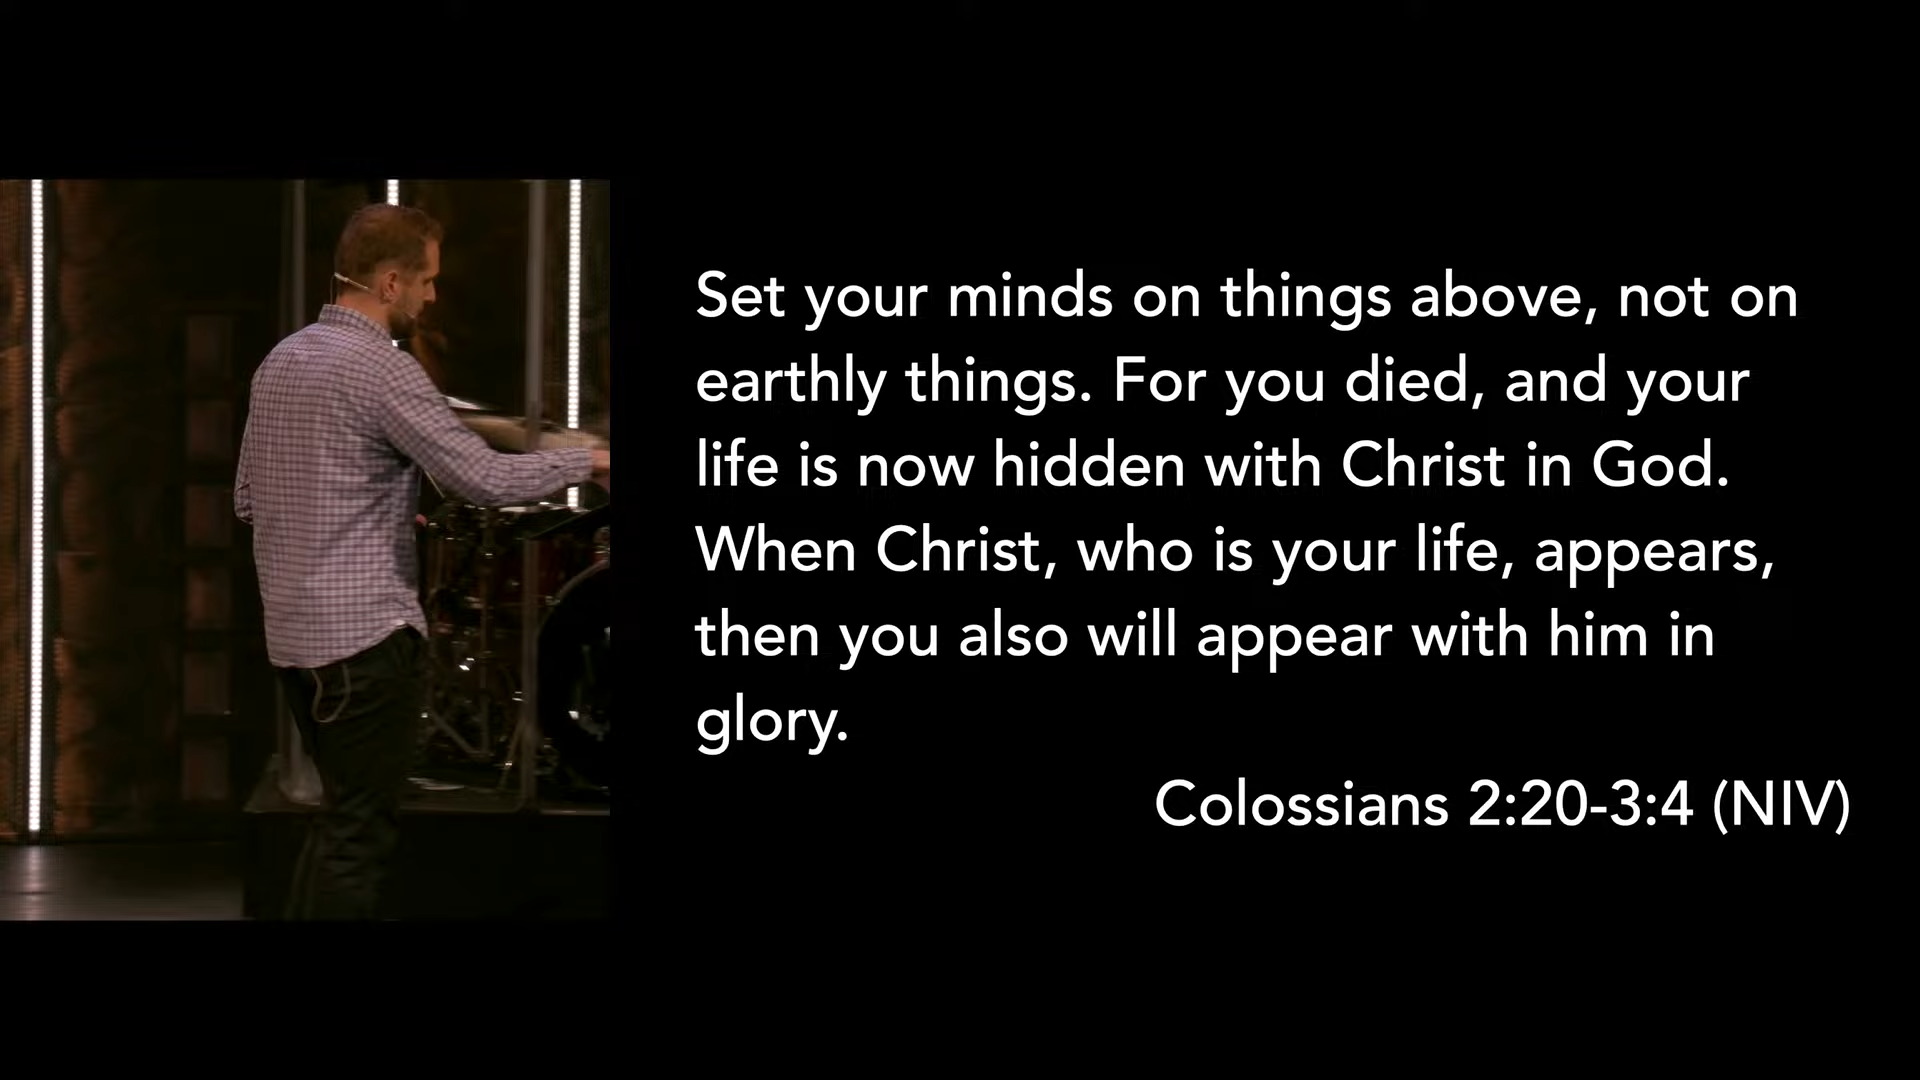 Set your minds on things above, not on
earthly things. For you died, and your
life is now hidden with Christ in God.
When Christ, who is your life, appears,
then you also will appear with him in
glory.
Colossians 2:20-3:4 (NIV)